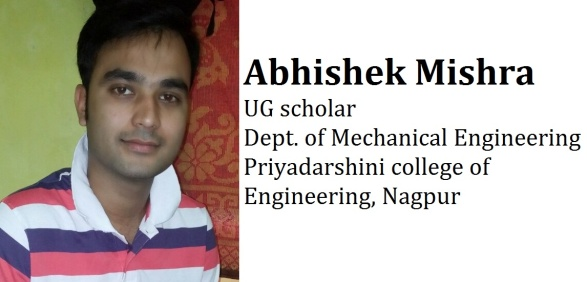 Abhishek Mishra
UG scholar
Dept. of Mechanical Engineering
Priyadarshini college of
Engineering, Nagpur